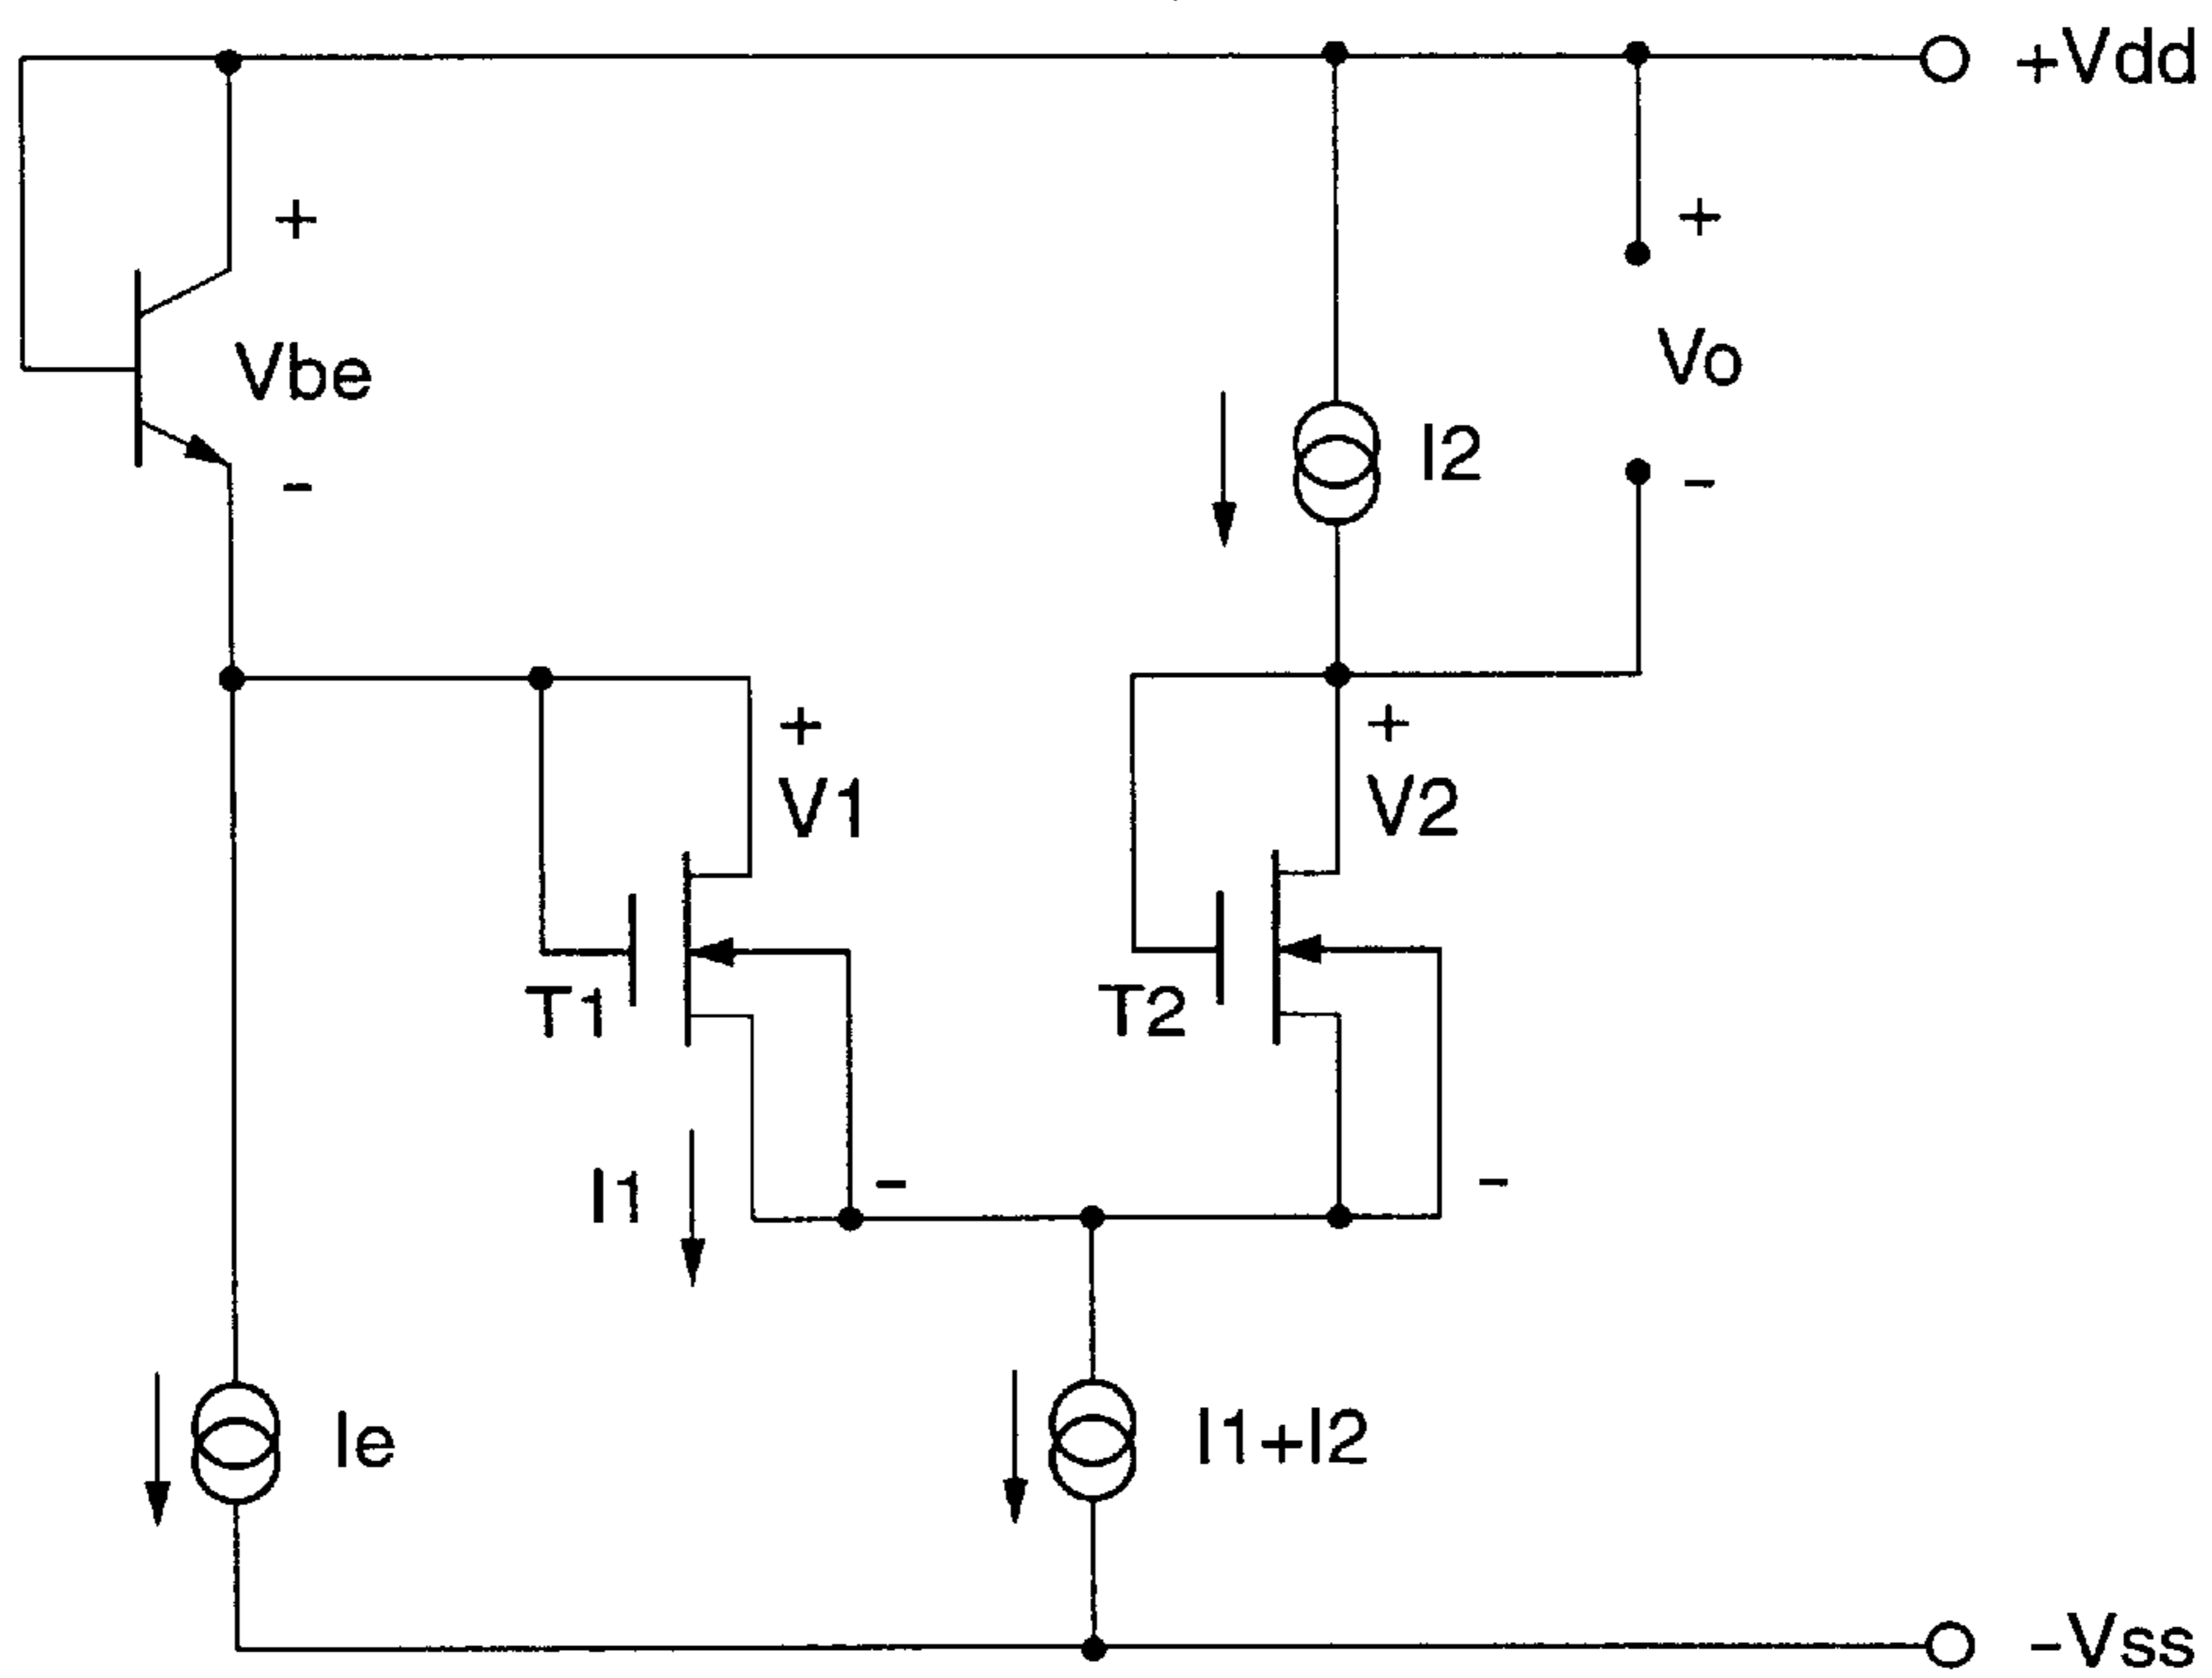 +Vdd
+
+
Vbe
Vo
I2
-
-
+
+
V1
V2
T1
T2
I1
-
-
Ie
I1+I2
-Vss